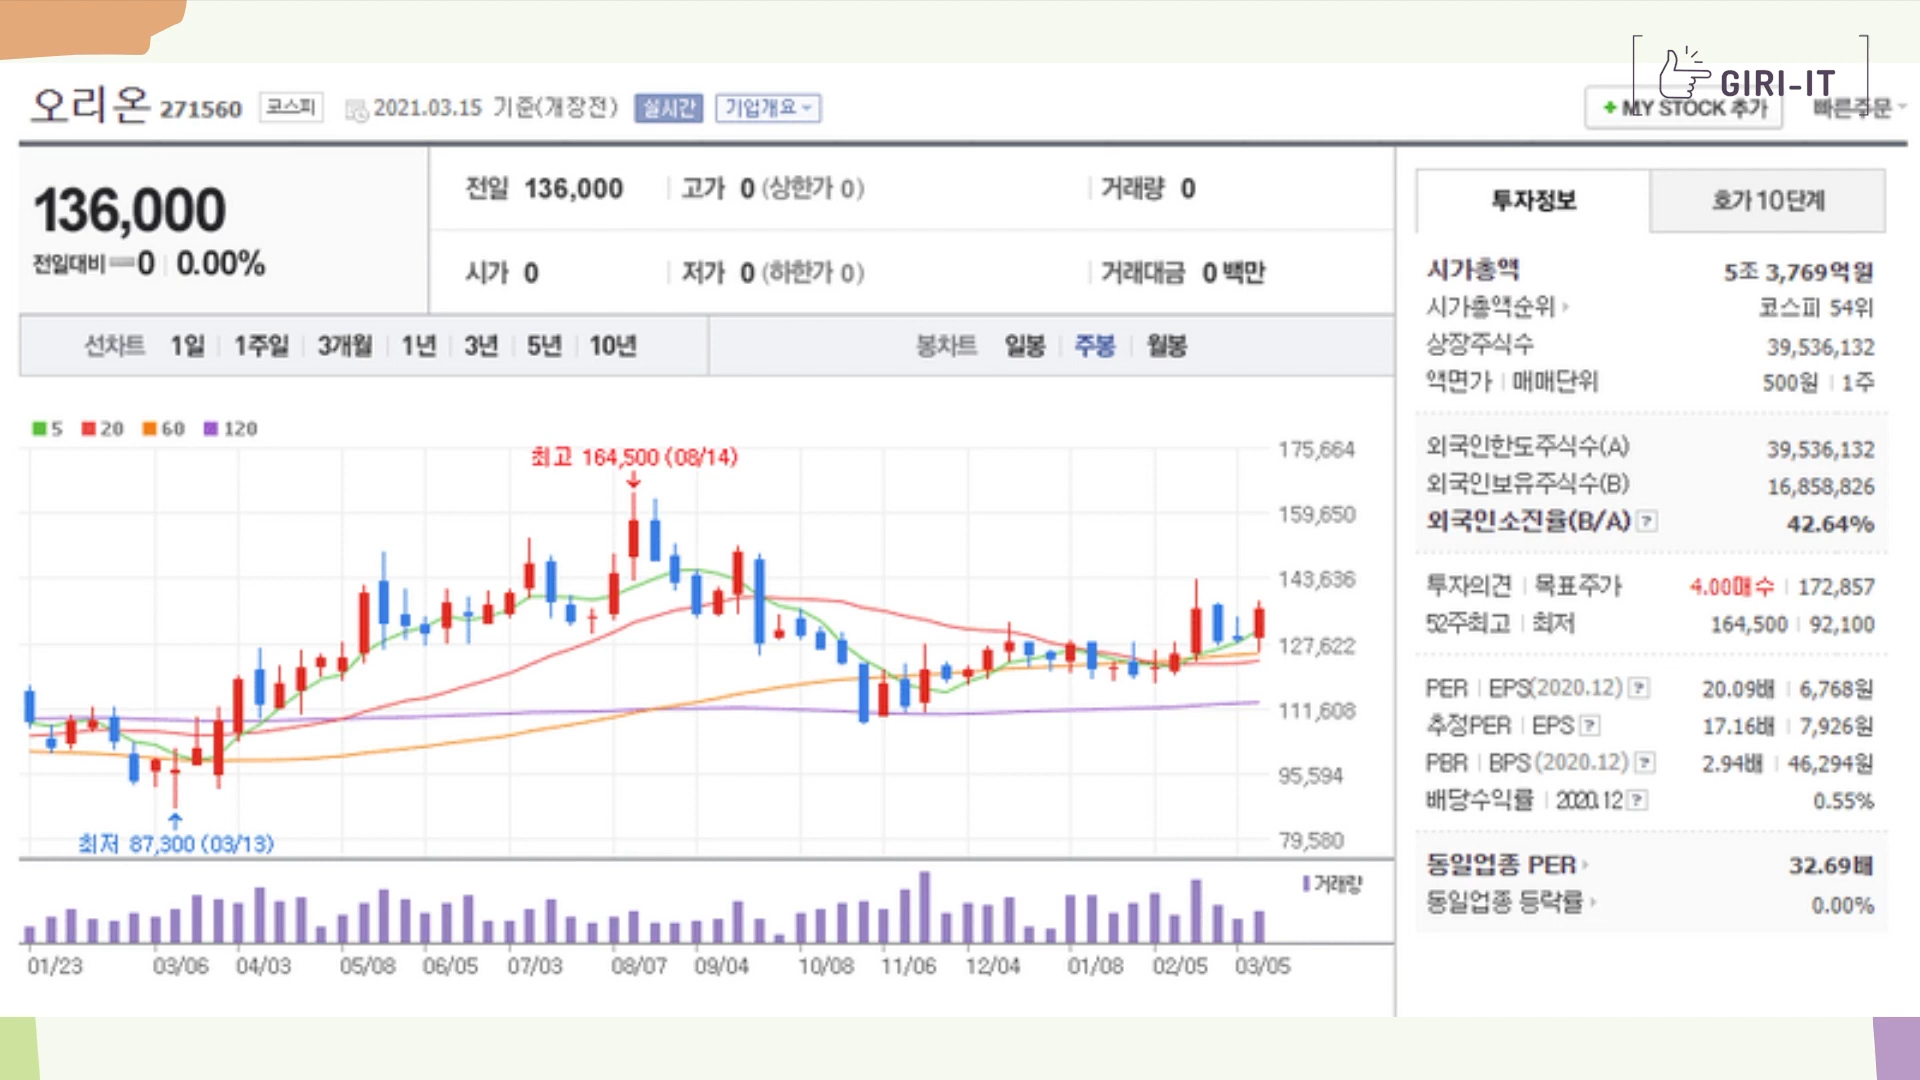 GIRI-IT
오리온 271560 코스피 2021.03.15 기준(개장전) 실시간 기업개요
+ MY STOCK 추가 빠른주문
136,000
전일대비 0 0.00%
전일 136,000 고가 0 (상한가 0) 거래량 0
시가 0 저가 0 (하한가 0) 거래대금 0 백만
선차트 1일 1주일 3개월 1년 3년 5년 10년 봉차트 일봉 주봉 월봉
5 20 60 120
최고 164,500 (08/14)
175,664
159,650
143,636
127,622
111,608
95,594
79,580
최저 87,300 (03/13)
거래량
01/23 03/06 04/03 05/08 06/05 07/03 08/07 09/04 10/08 11/06 12/04 01/08 02/05 03/05
투자정보 호가 10단계
시가총액 5조 3,769억원
시가총액순위 코스피 54위
상장주식수 39,536,132
액면가 매매단위 500원 1주
외국인한도주식수(A) 39,536,132
외국인보유주식수(B) 16,858,826
외국인소진율(B/A) ? 42.64%
투자의견 목표주가 4.00매수 172,857
52주최고 최저 164,500 92,100
PER EPS(2020.12) ? 20.09배 6,768원
추정PER EPS ? 17.16배 7,926원
PBR BPS (2020.12) ? 2.94배 46,294원
배당수익률 2020.12 ? 0.55%
동일업종 PER 32.69배
동일업종 등락률 0.00%